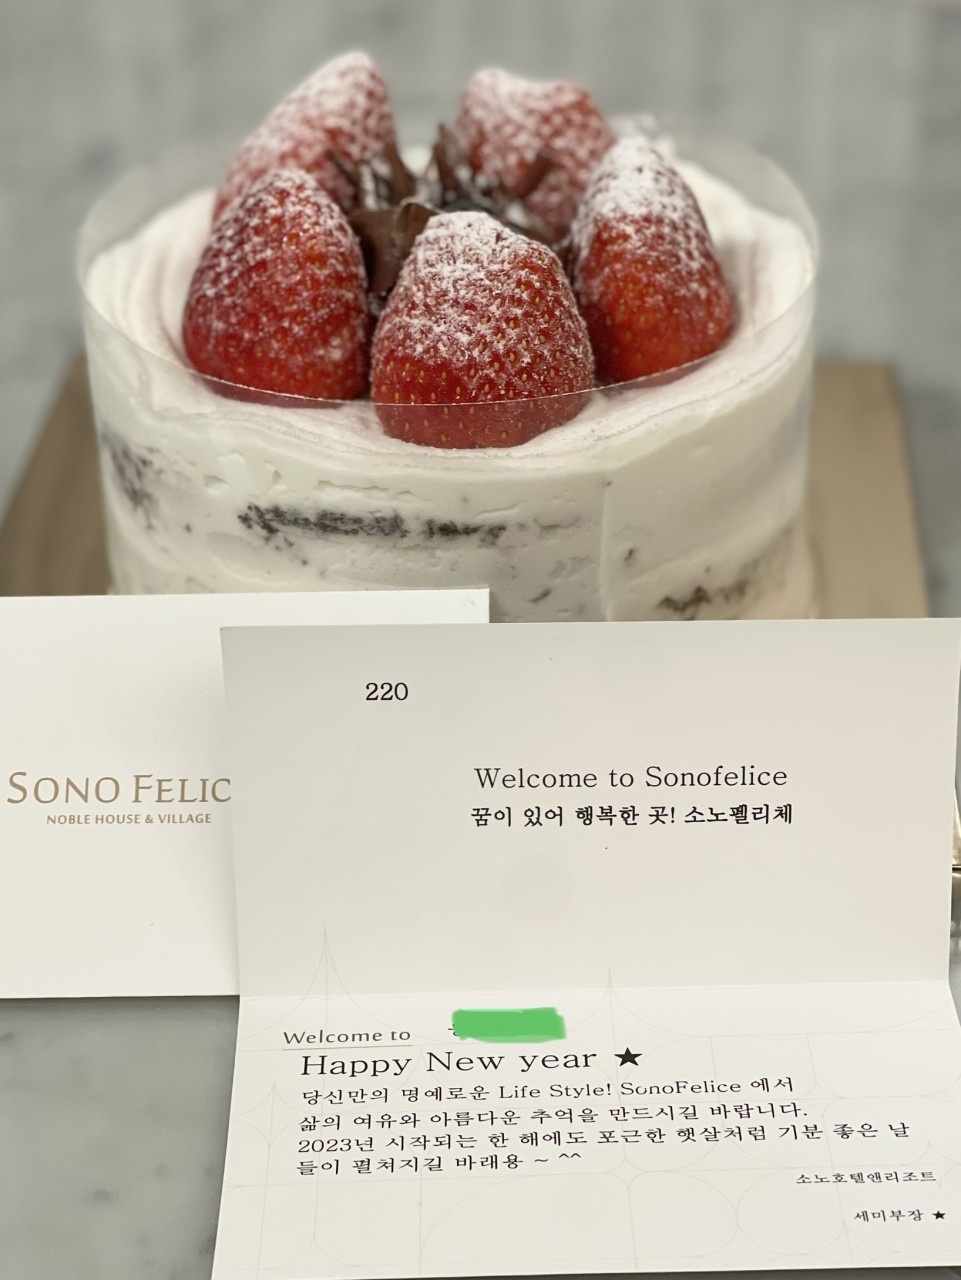 SONO FELIC
NOBLE HOUSE & VILLAGE
220
Welcome to Sonofelice
꿈이 있어 행복한 곳! 소노펠리체
Welcome to
Happy New year ★
당신만의 명예로운 Life Style! SonoFelice 에서
삶의 여유와 아름다운 추억을 만드시길 바랍니다.
2023년 시작되는 한 해에도 포근한 햇살처럼 기분 좋은 날
들이 펼쳐지길 바래용 ~ ^^
소노호텔앤리조트
세미부장 ★